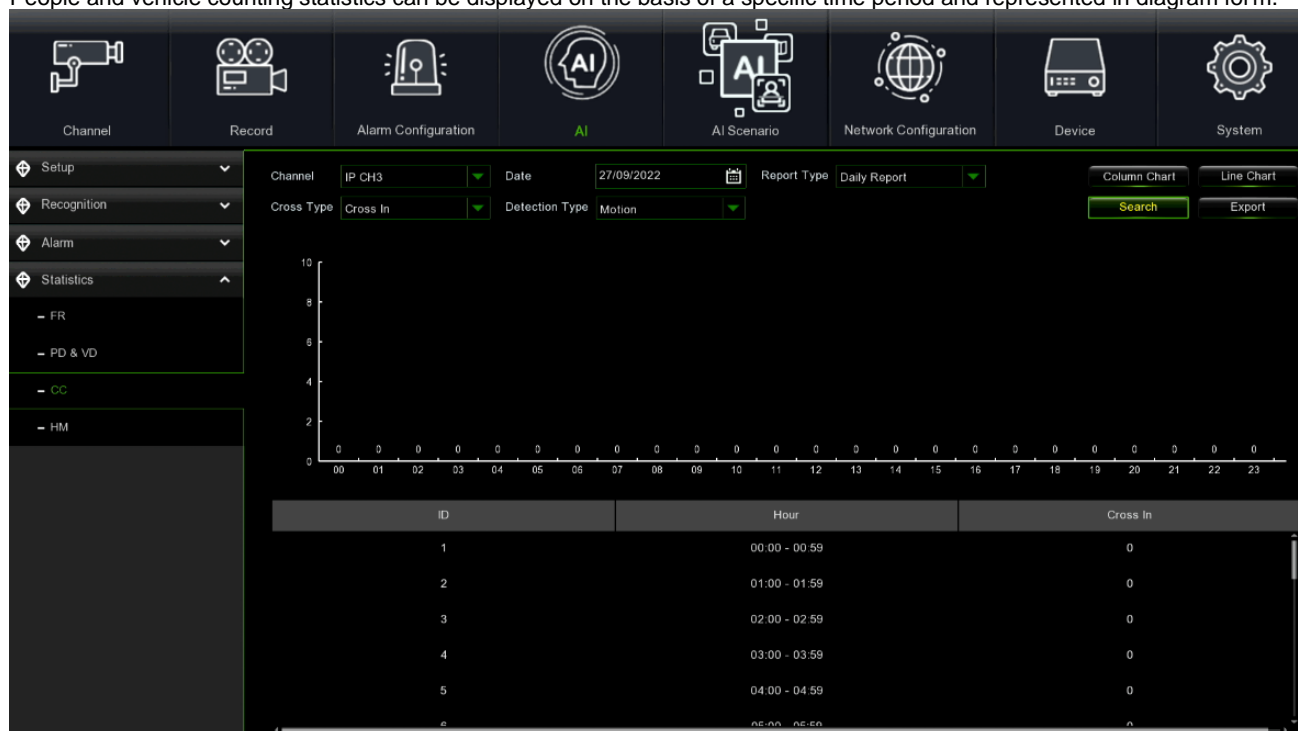 People and vehicle counting statistics can be displayed on the basis of a specific time period and represented in diagram form.
Channel Record Alarm Configuration AI AI Scenario Network Configuration Device System
Setup
Recognition
Alarm
Statistics
FR
PD & VD
CC
HM
Channel IP CH3 Date 27/09/2022 Report Type Daily Report Column Chart Line Chart
Cross Type Cross In Detection Type Motion Search Export
10
8
6
4
2
0
0 0 0 0 0 0 0 0 0 0 0 0 0 0 0 0 0 0 0 0 0 0 0 0
00 01 02 03 04 05 06 07 08 09 10 11 12 13 14 15 16 17 18 19 20 21 22 23
ID Hour Cross In
1 00:00 - 00:59 0
2 01:00 - 01:59 0
3 02:00 - 02:59 0
4 03:00 - 03:59 0
5 04:00 - 04:59 0
6 05:00 - 05:59 0